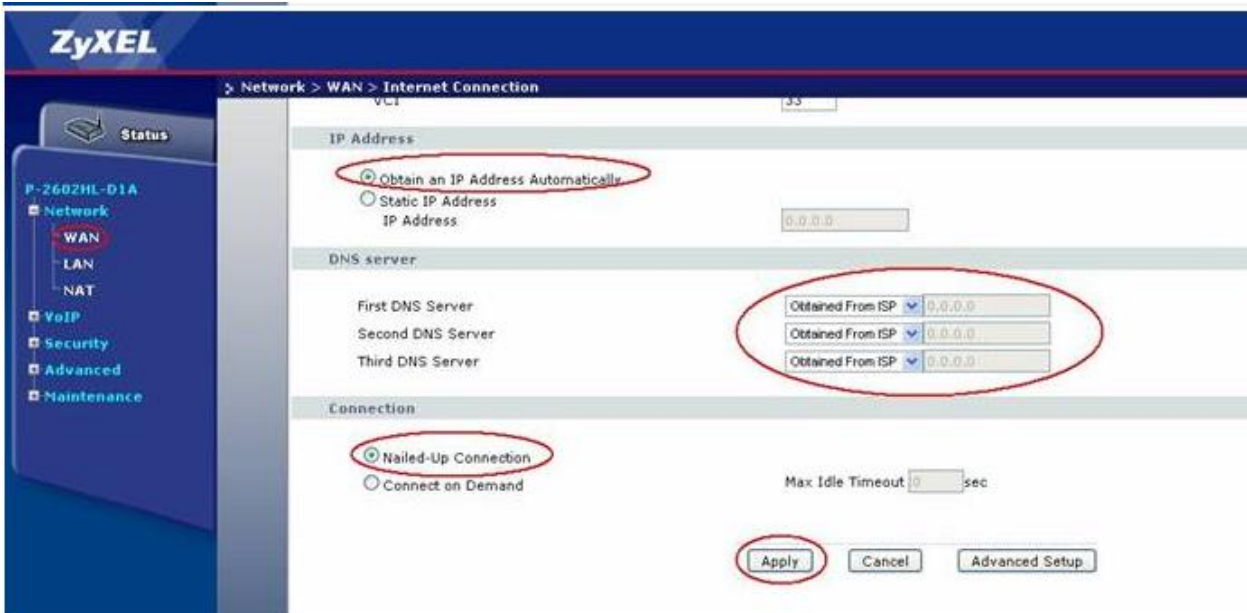 ZyXEL
Network > WAN > Internet Connection
Status
P-2602HL-D1A
Network
WAN
LAN
NAT
VoIP
Security
Advanced
Maintenance
VCI 33
IP Address
Obtain an IP Address Automatically
Static IP Address
IP Address 0.0.0.0
DNS server
First DNS Server Obtained From ISP 0.0.0.0
Second DNS Server Obtained From ISP 0.0.0.0
Third DNS Server Obtained From ISP 0.0.0.0
Connection
Nailed-Up Connection
Connect on Demand Max Idle Timeout 0 sec
Apply Cancel Advanced Setup